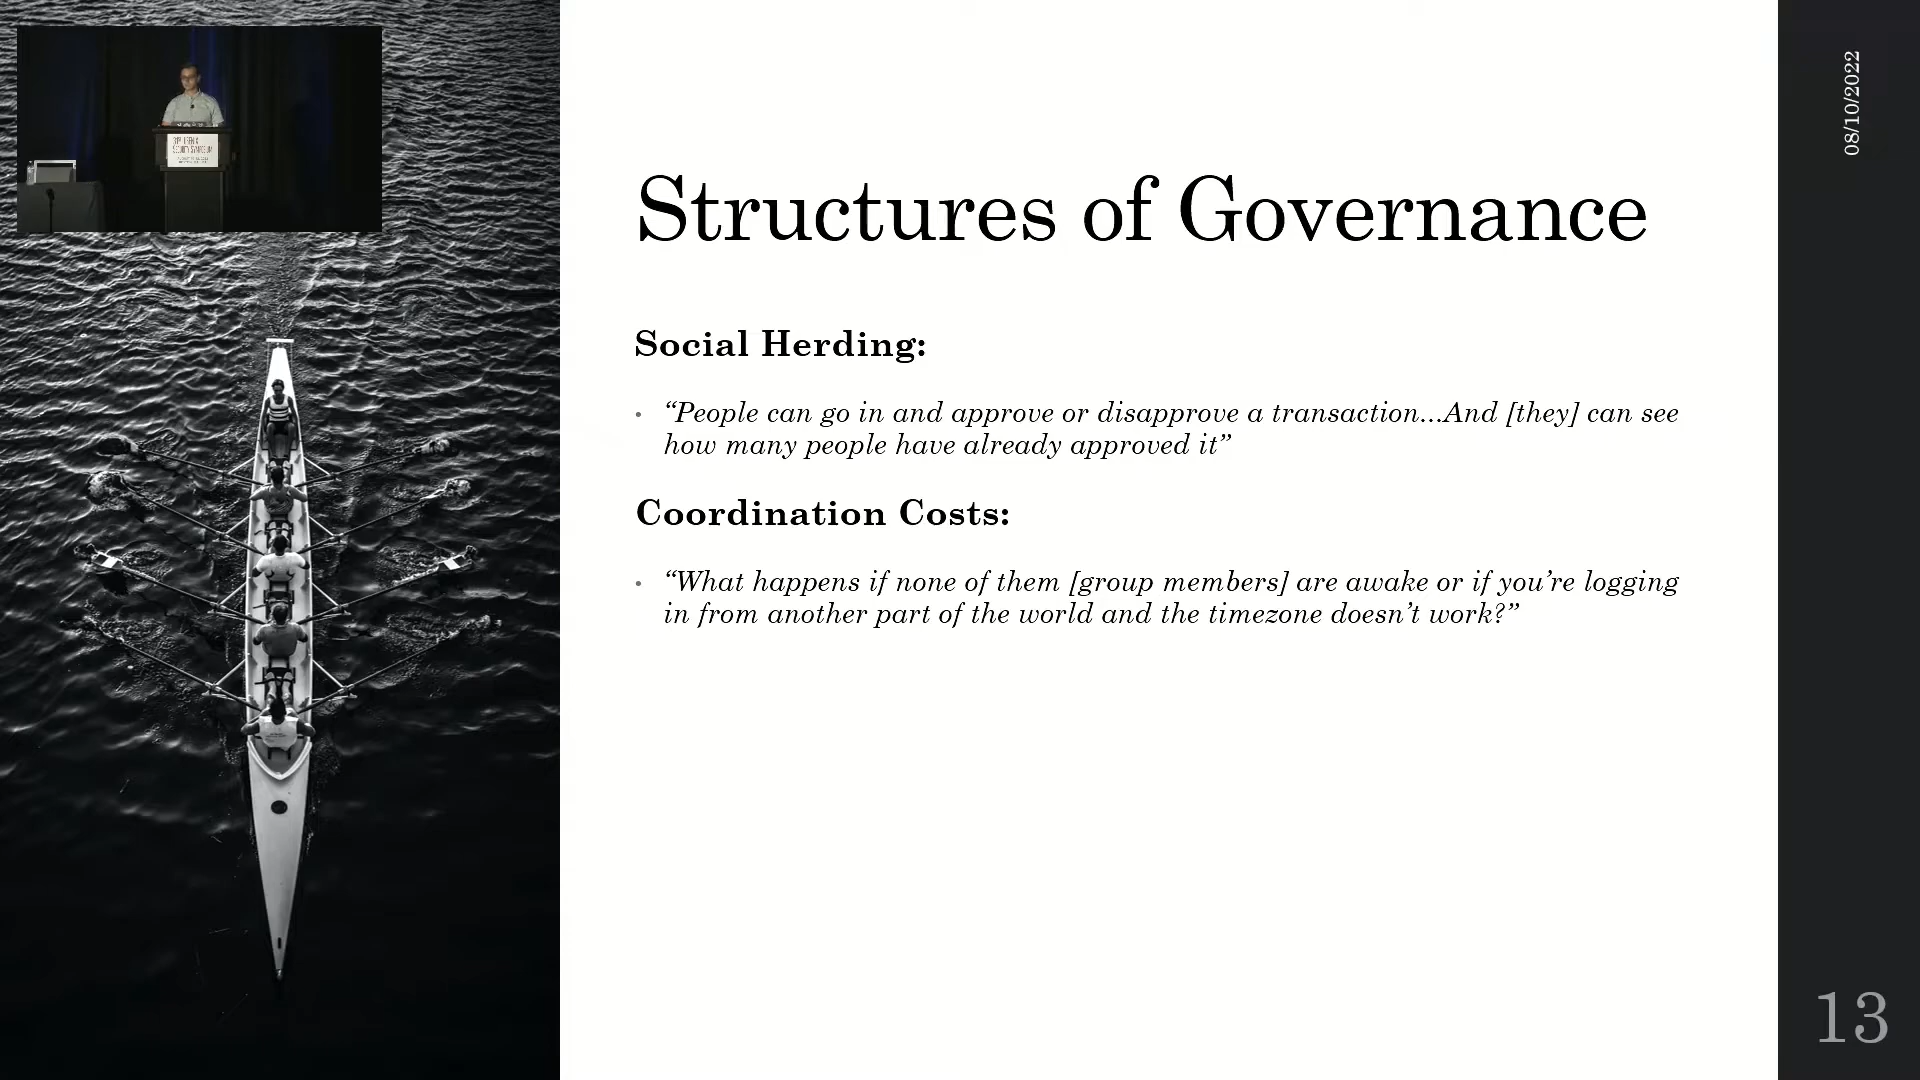 Structures of Governance
Social Herding:
• “People can go in and approve or disapprove a transaction...And [they] can see
how many people have already approved it”
Coordination Costs:
• “What happens if none of them [group members] are awake or if you’re logging
in from another part of the world and the timezone doesn’t work?”
08/10/2022
13
SECURITY SYMPOSIUM